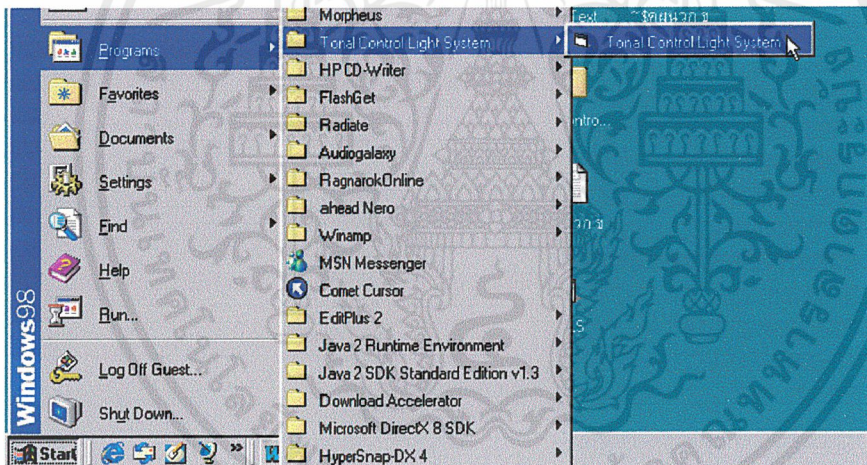 Programs
Favorites
Documents
Settings
Find
Help
Run...
Log Off Guest...
Shut Down...
Windows98
Start
Morpheus
Tonal Control Light System
HP CD-Writer
FlashGet
Radiate
Audiogalaxy
RagnarokOnline
ahead Nero
Winamp
MSN Messenger
Comet Cursor
EditPlus 2
Java 2 Runtime Environment
Java 2 SDK Standard Edition v1.3
Download Accelerator
Microsoft DirectX 8 SDK
HyperSnap-DX 4
Tonal Control Light System